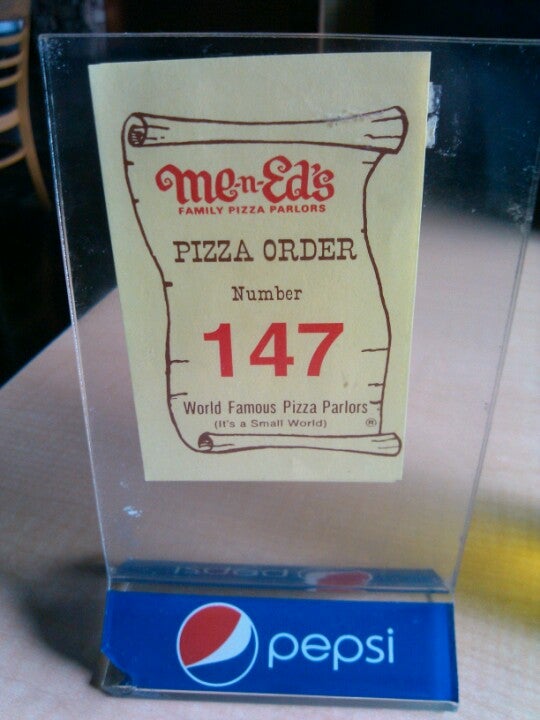 Me-n-Ed's
FAMILY PIZZA PARLORS
PIZZA ORDER
Number
147
World Famous Pizza Parlors
(It's a Small World) ®
pepsi